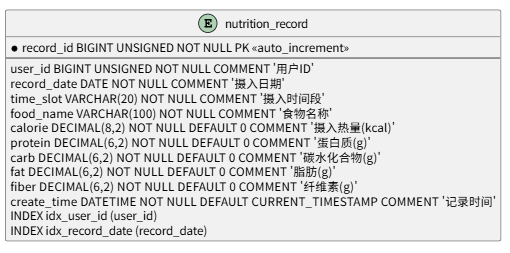 E nutrition_record
● record_id BIGINT UNSIGNED NOT NULL PK «auto_increment»
user_id BIGINT UNSIGNED NOT NULL COMMENT '用户ID'
record_date DATE NOT NULL COMMENT '摄入日期'
time_slot VARCHAR(20) NOT NULL COMMENT '摄入时间段'
food_name VARCHAR(100) NOT NULL COMMENT '食物名称'
calorie DECIMAL(8,2) NOT NULL DEFAULT 0 COMMENT '摄入热量(kcal)'
protein DECIMAL(6,2) NOT NULL DEFAULT 0 COMMENT '蛋白质(g)'
carb DECIMAL(6,2) NOT NULL DEFAULT 0 COMMENT '碳水化合物(g)'
fat DECIMAL(6,2) NOT NULL DEFAULT 0 COMMENT '脂肪(g)'
fiber DECIMAL(6,2) NOT NULL DEFAULT 0 COMMENT '纤维素(g)'
create_time DATETIME NOT NULL DEFAULT CURRENT_TIMESTAMP COMMENT '记录时间'
INDEX idx_user_id (user_id)
INDEX idx_record_date (record_date)